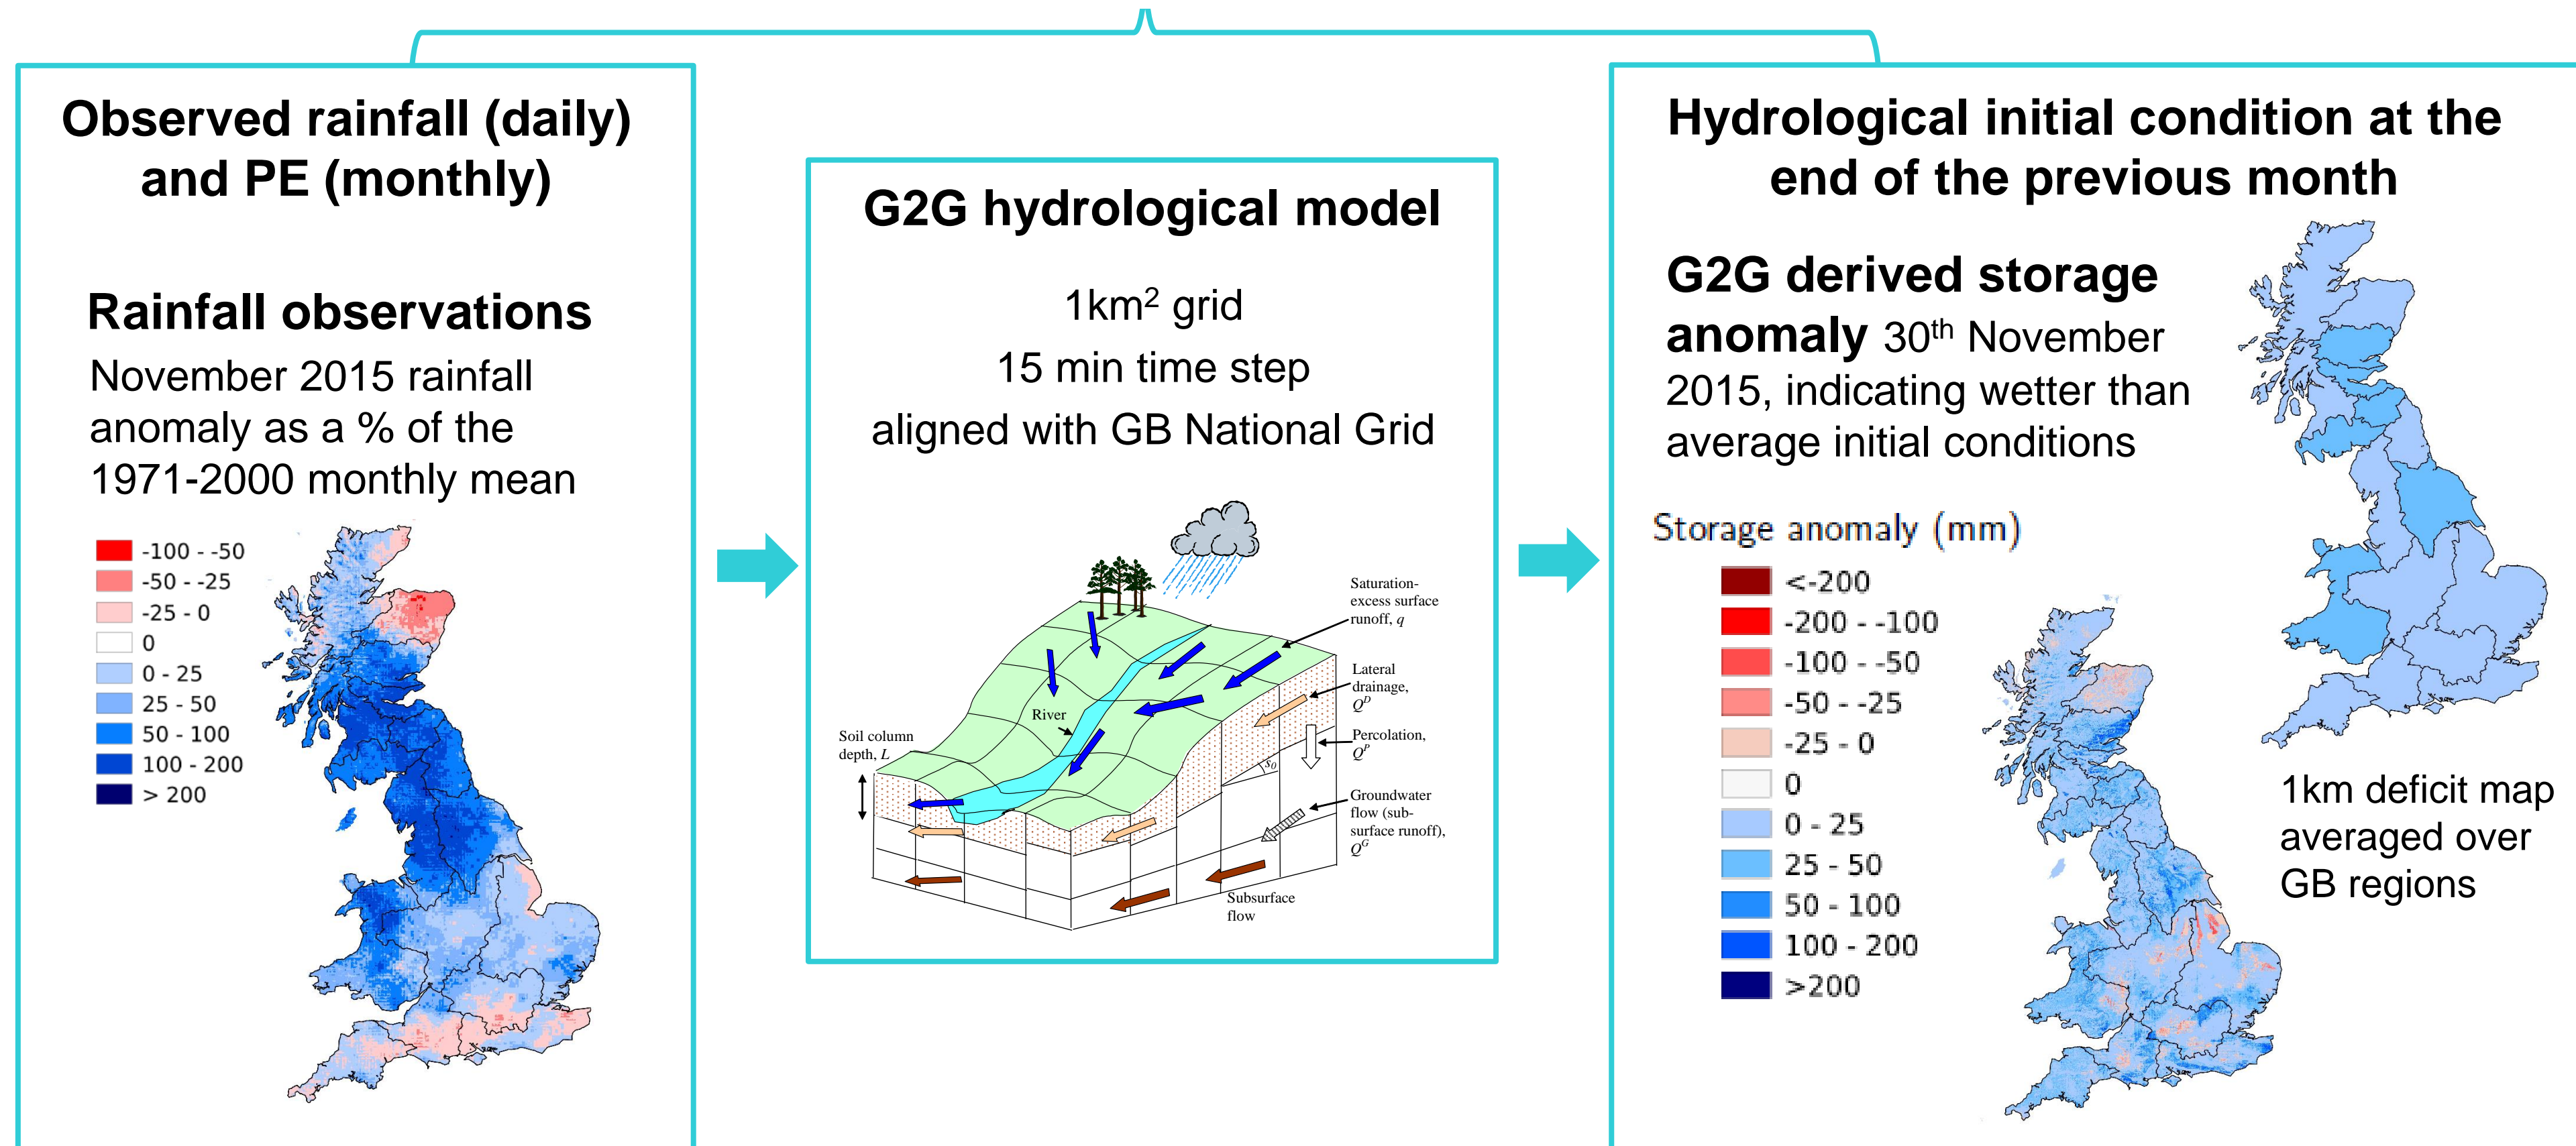 Observed rainfall (daily)
and PE (monthly)
Rainfall observations
November 2015 rainfall
anomaly as a % of the
1971-2000 monthly mean
-100 - -50
-50 - -25
-25 - 0
0
0 - 25
25 - 50
50 - 100
100 - 200
> 200
G2G hydrological model
1km² grid
15 min time step
aligned with GB National Grid
Saturation-
excess surface
runoff, q
Lateral
drainage,
Qᴰ
Percolation,
Qᴾ
s₀
Groundwater
flow (sub-
surface runoff),
Qᴳ
River
Soil column
depth, L
Subsurface
flow
Hydrological initial condition at the
end of the previous month
G2G derived storage
anomaly 30th November
2015, indicating wetter than
average initial conditions
Storage anomaly (mm)
<-200
-200 - -100
-100 - -50
-50 - -25
-25 - 0
0
0 - 25
25 - 50
50 - 100
100 - 200
>200
1km deficit map
averaged over
GB regions